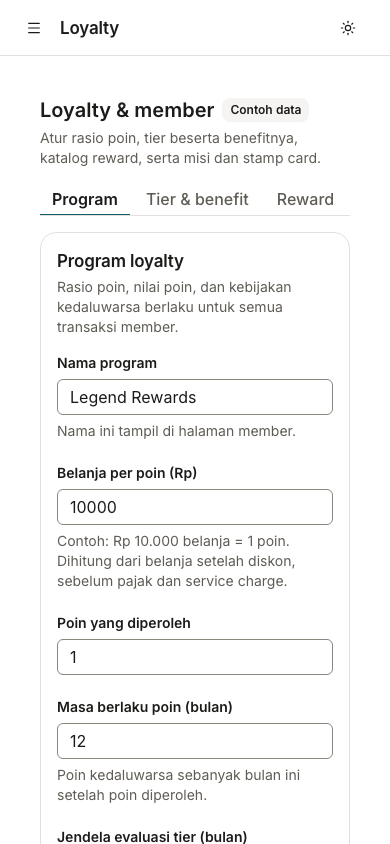 Loyalty
Loyalty & member
Contoh data
Atur rasio poin, tier beserta benefitnya,
katalog reward, serta misi dan stamp card.
Program
Tier & benefit
Reward
Program loyalty
Rasio poin, nilai poin, dan kebijakan
kedaluwarsa berlaku untuk semua
transaksi member.
Nama program
Legend Rewards
Nama ini tampil di halaman member.
Belanja per poin (Rp)
10000
Contoh: Rp 10.000 belanja = 1 poin.
Dihitung dari belanja setelah diskon,
sebelum pajak dan service charge.
Poin yang diperoleh
1
Masa berlaku poin (bulan)
12
Poin kedaluwarsa sebanyak bulan ini
setelah poin diperoleh.
Jendela evaluasi tier (bulan)